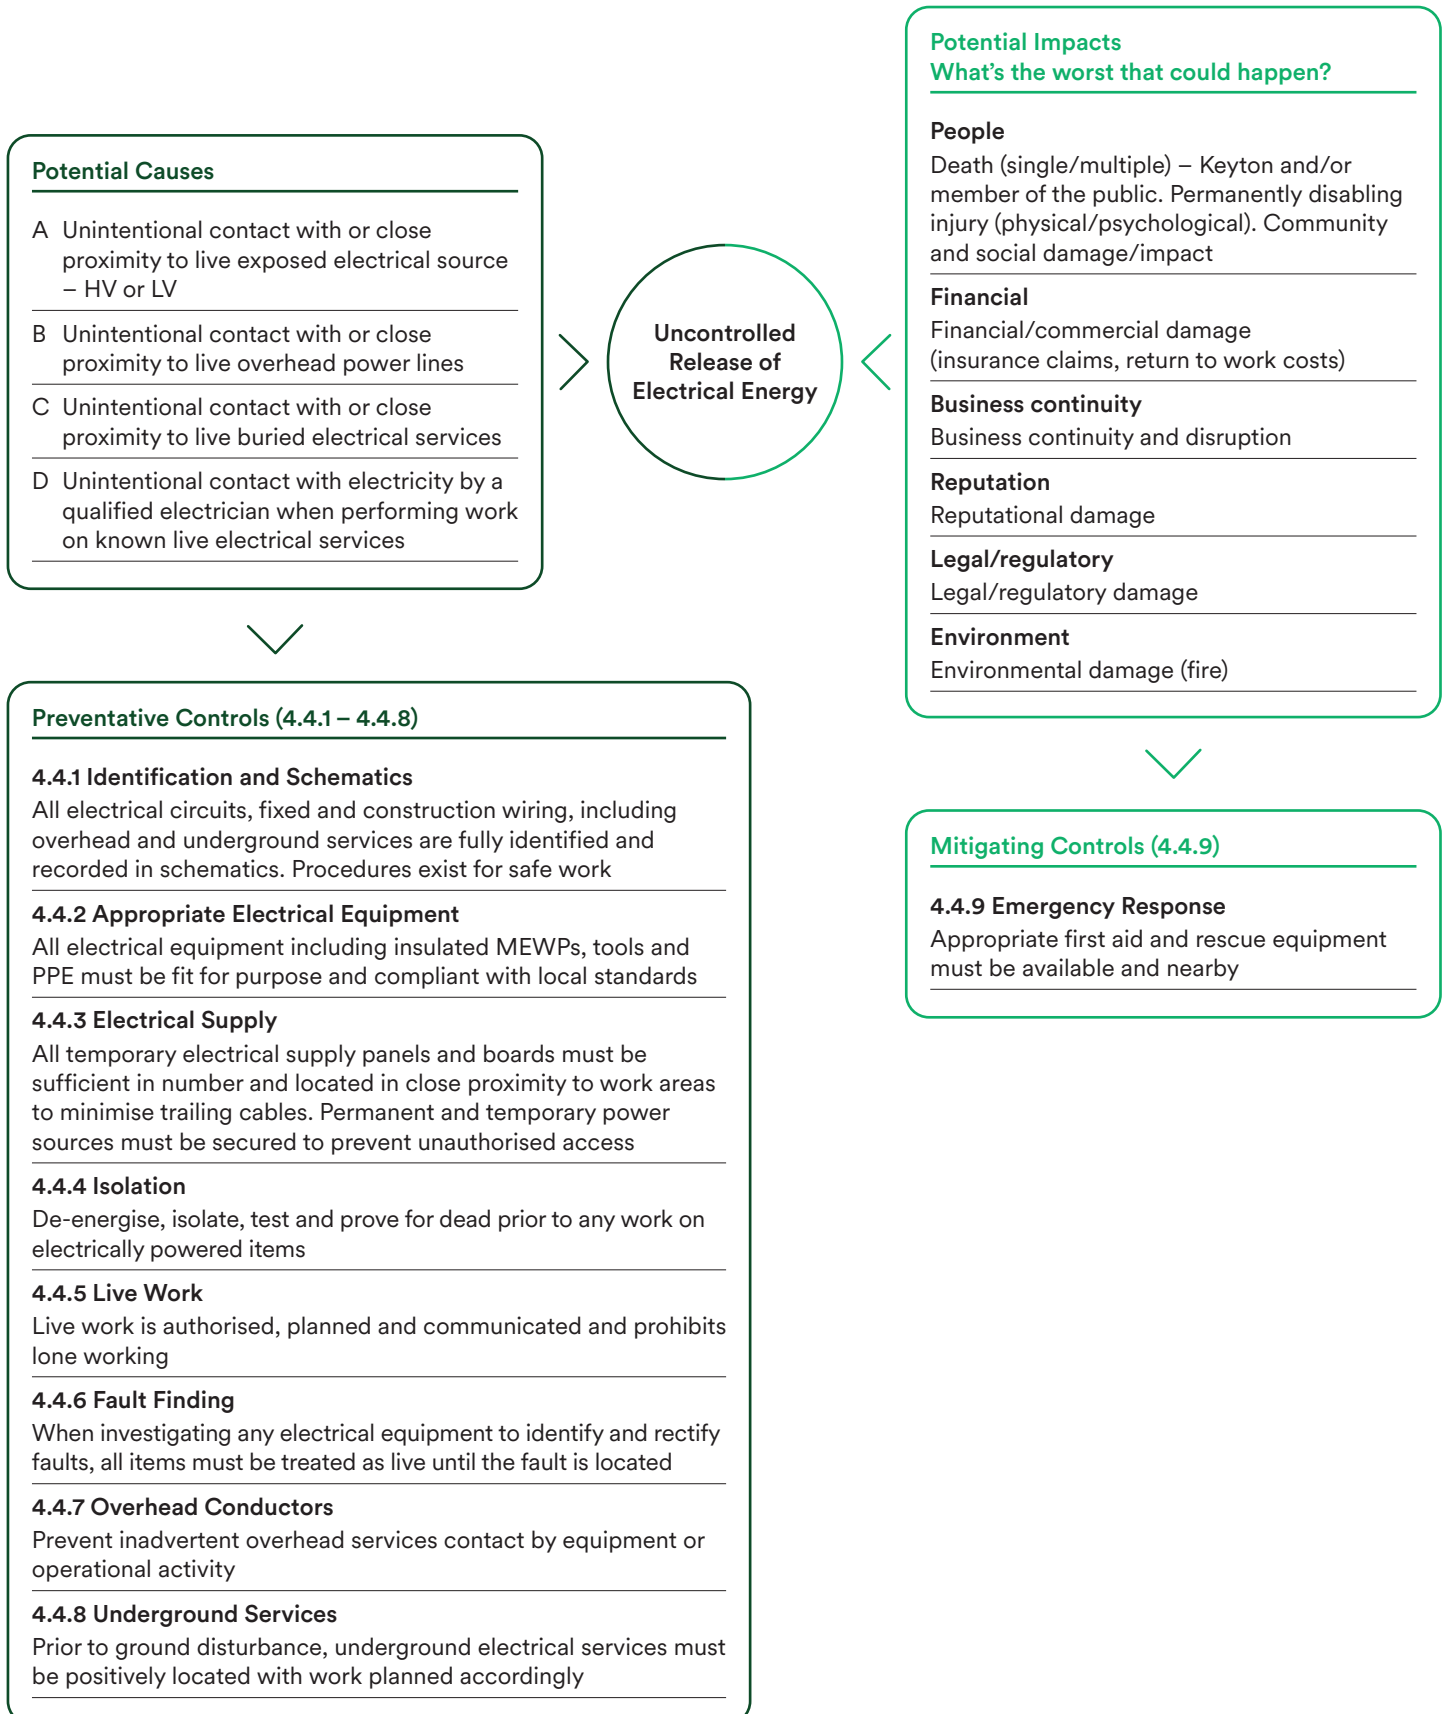 Potential Causes
A Unintentional contact with or close
proximity to live exposed electrical source
– HV or LV
B Unintentional contact with or close
proximity to live overhead power lines
C Unintentional contact with or close
proximity to live buried electrical services
D Unintentional contact with electricity by a
qualified electrician when performing work
on known live electrical services
Uncontrolled
Release of
Electrical Energy
Potential Impacts
What's the worst that could happen?
People
Death (single/multiple) – Keyton and/or
member of the public. Permanently disabling
injury (physical/psychological). Community
and social damage/impact
Financial
Financial/commercial damage
(insurance claims, return to work costs)
Business continuity
Business continuity and disruption
Reputation
Reputational damage
Legal/regulatory
Legal/regulatory damage
Environment
Environmental damage (fire)
Preventative Controls (4.4.1 – 4.4.8)
4.4.1 Identification and Schematics
All electrical circuits, fixed and construction wiring, including
overhead and underground services are fully identified and
recorded in schematics. Procedures exist for safe work
4.4.2 Appropriate Electrical Equipment
All electrical equipment including insulated MEWPs, tools and
PPE must be fit for purpose and compliant with local standards
4.4.3 Electrical Supply
All temporary electrical supply panels and boards must be
sufficient in number and located in close proximity to work areas
to minimise trailing cables. Permanent and temporary power
sources must be secured to prevent unauthorised access
4.4.4 Isolation
De-energise, isolate, test and prove for dead prior to any work on
electrically powered items
4.4.5 Live Work
Live work is authorised, planned and communicated and prohibits
lone working
4.4.6 Fault Finding
When investigating any electrical equipment to identify and rectify
faults, all items must be treated as live until the fault is located
4.4.7 Overhead Conductors
Prevent inadvertent overhead services contact by equipment or
operational activity
4.4.8 Underground Services
Prior to ground disturbance, underground electrical services must
be positively located with work planned accordingly
Mitigating Controls (4.4.9)
4.4.9 Emergency Response
Appropriate first aid and rescue equipment
must be available and nearby